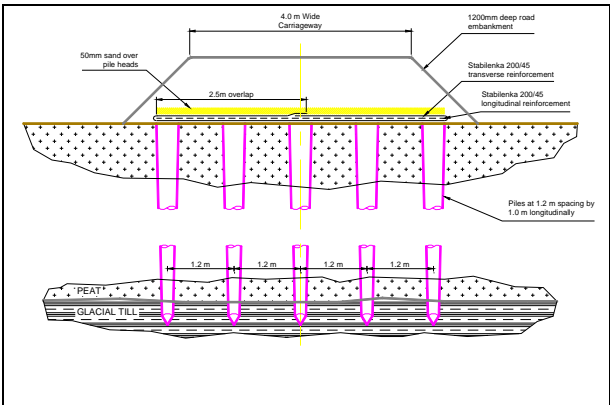 4.0 m Wide
Carriageway
1200mm deep road
embankment
50mm sand over
pile heads
Stabilenka 200/45
transverse reinforcement
2.5m overlap
Stabilenka 200/45
longitudinal reinforcement
Piles at 1.2 m spacing by
1.0 m longitudinally
1.2 m
1.2 m
1.2 m
1.2 m
PEAT
GLACIAL TILL